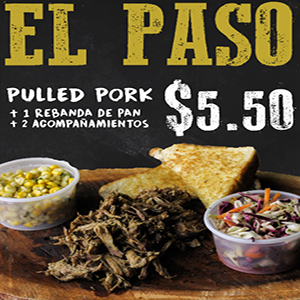 EL PASO
PULLED PORK
+ 1 REBANDA DE PAN
+ 2 ACOMPAÑAMIENTOS
$5.50